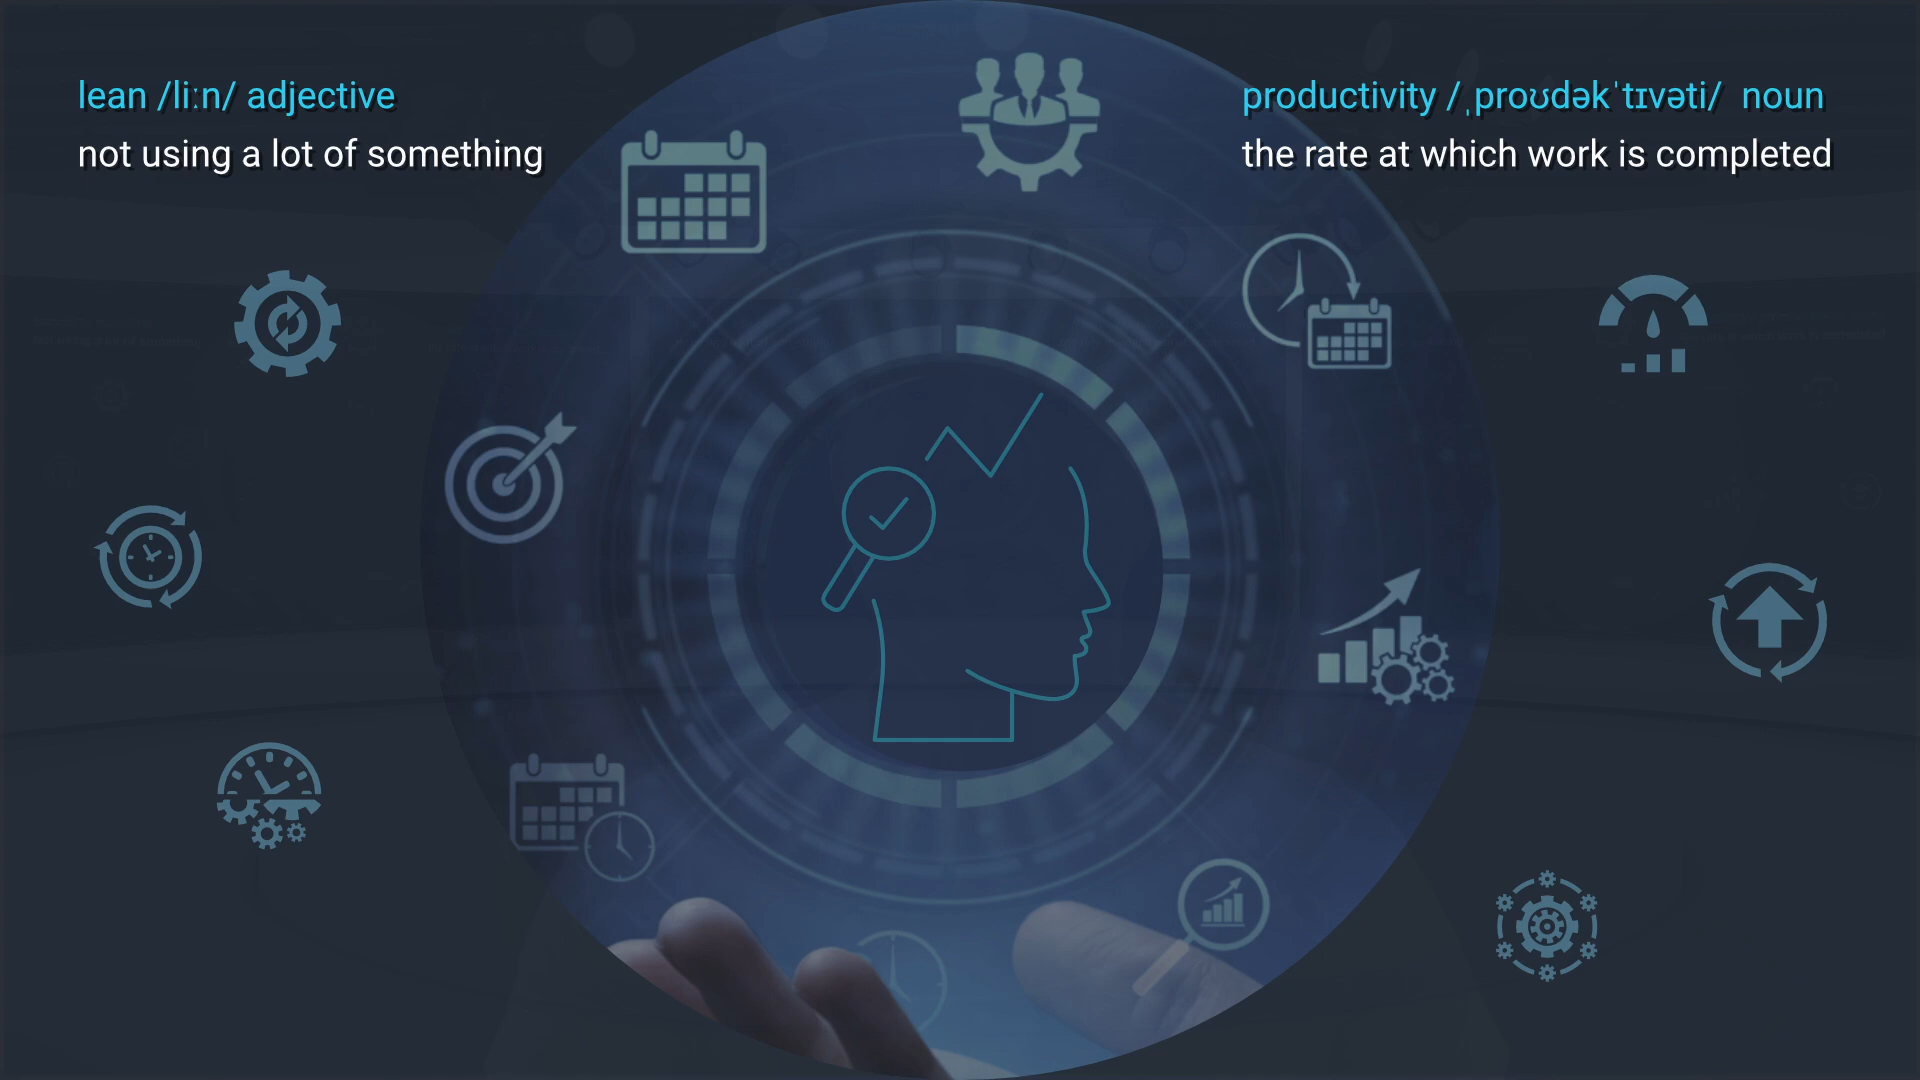 lean /liːn/ adjective
not using a lot of something
productivity /ˌproʊdəkˈtɪvəti/ noun
the rate at which work is completed